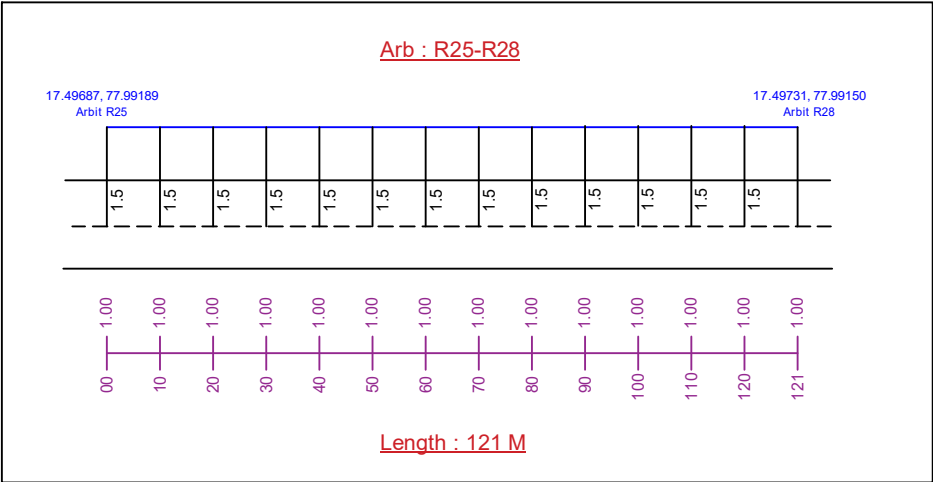 Arb : R25-R28
17.49687, 77.99189
Arbit R25
17.49731, 77.99150
Arbit R28
1.5 1.5 1.5 1.5 1.5 1.5 1.5 1.5 1.5 1.5 1.5 1.5 1.5
1.00 1.00 1.00 1.00 1.00 1.00 1.00 1.00 1.00 1.00 1.00 1.00 1.00 1.00
00 10 20 30 40 50 60 70 80 90 100 110 120 121
Length : 121 M